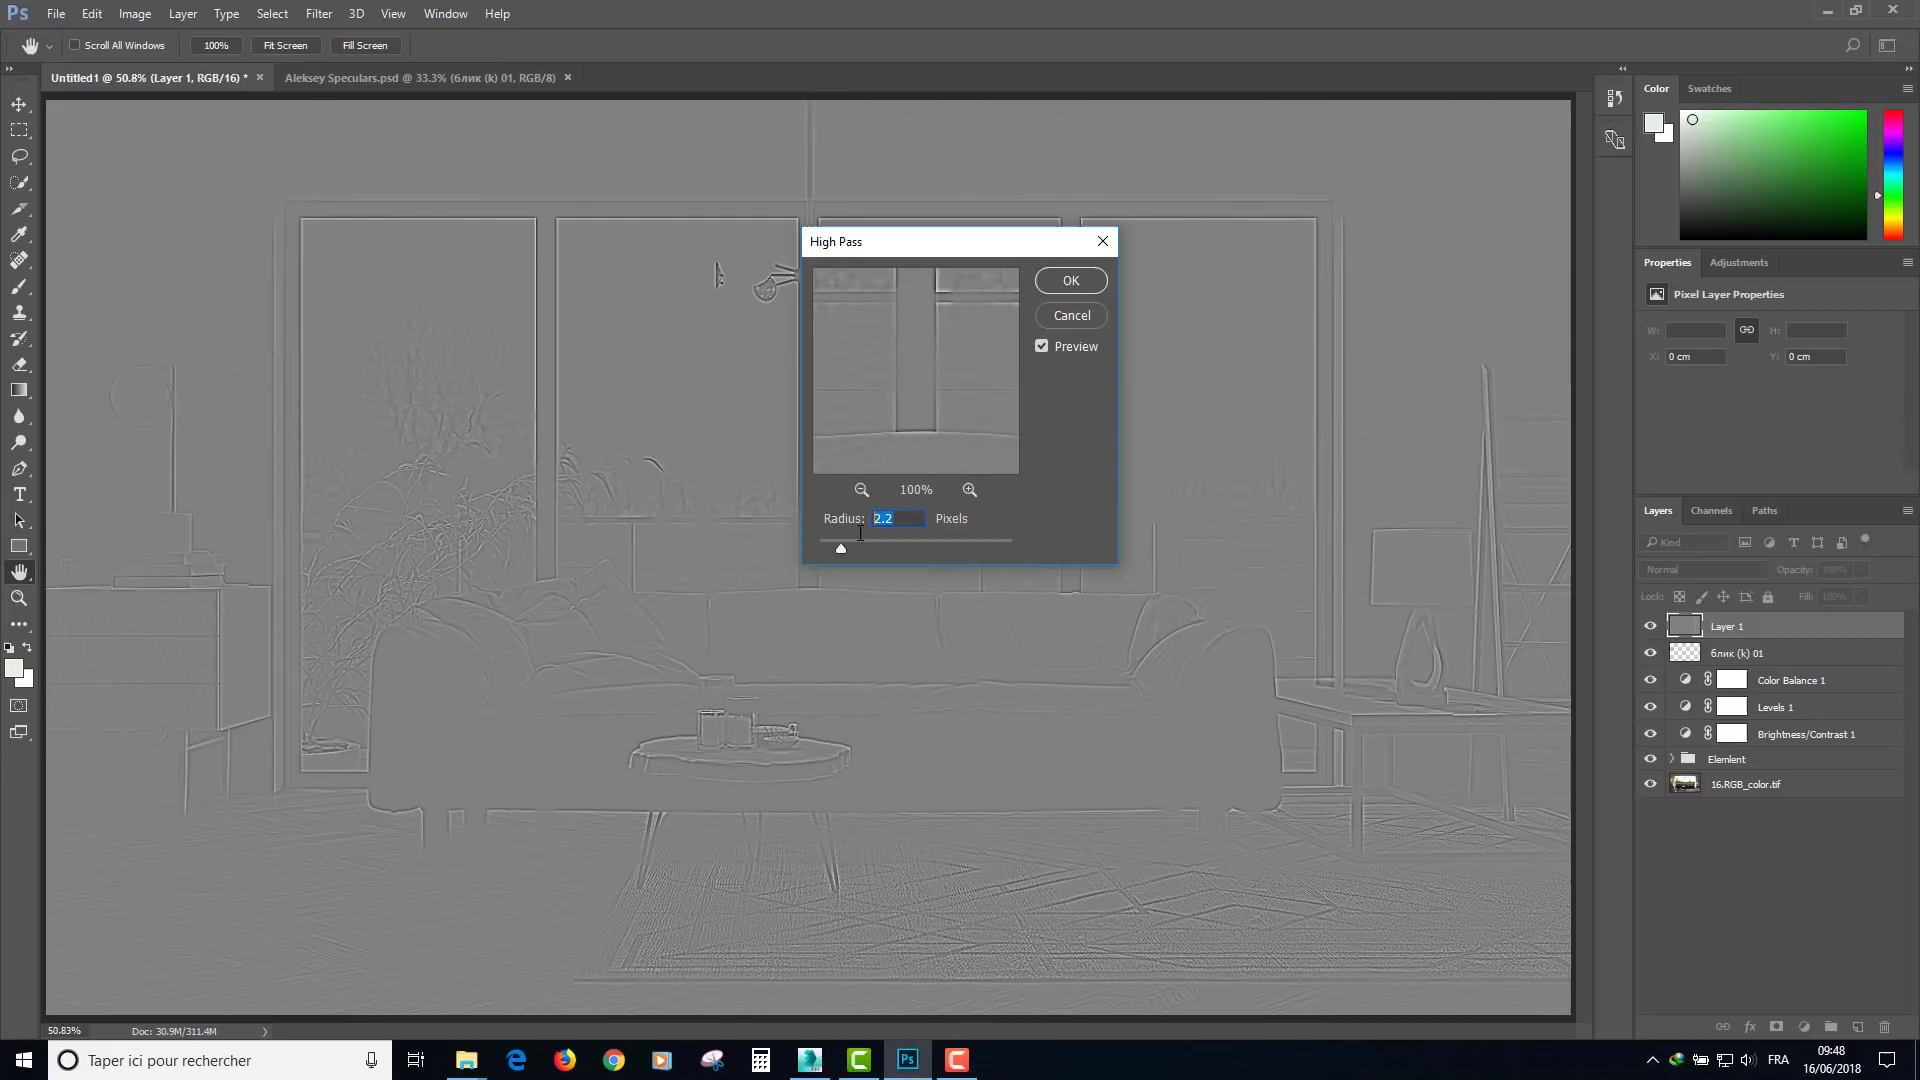 Ps File Edit Image Layer Type Select Filter 3D View Window Help
Scroll All Windows 100% Fit Screen Fill Screen
Untitled1 @ 50.8% (Layer 1, RGB/16) * × Aleksey Speculars.psd @ 33.3% (блик (k) 01, RGB/8) ×
Color Swatches
High Pass
Properties Adjustments
OK
Pixel Layer Properties
Cancel
W: H:
Preview
X: 0 cm Y: 0 cm
100%
Layers Channels Paths
Radius: 2.2 Pixels
Kind
Normal Opacity: 100%
Lock: Fill: 100%
Layer 1
блик (k) 01
Color Balance 1
Levels 1
Brightness/Contrast 1
Elemlent
16.RGB_color.tif
50.83% Doc: 30.9M/311.4M
Taper ici pour rechercher
Ps
FRA
09:48
16/06/2018